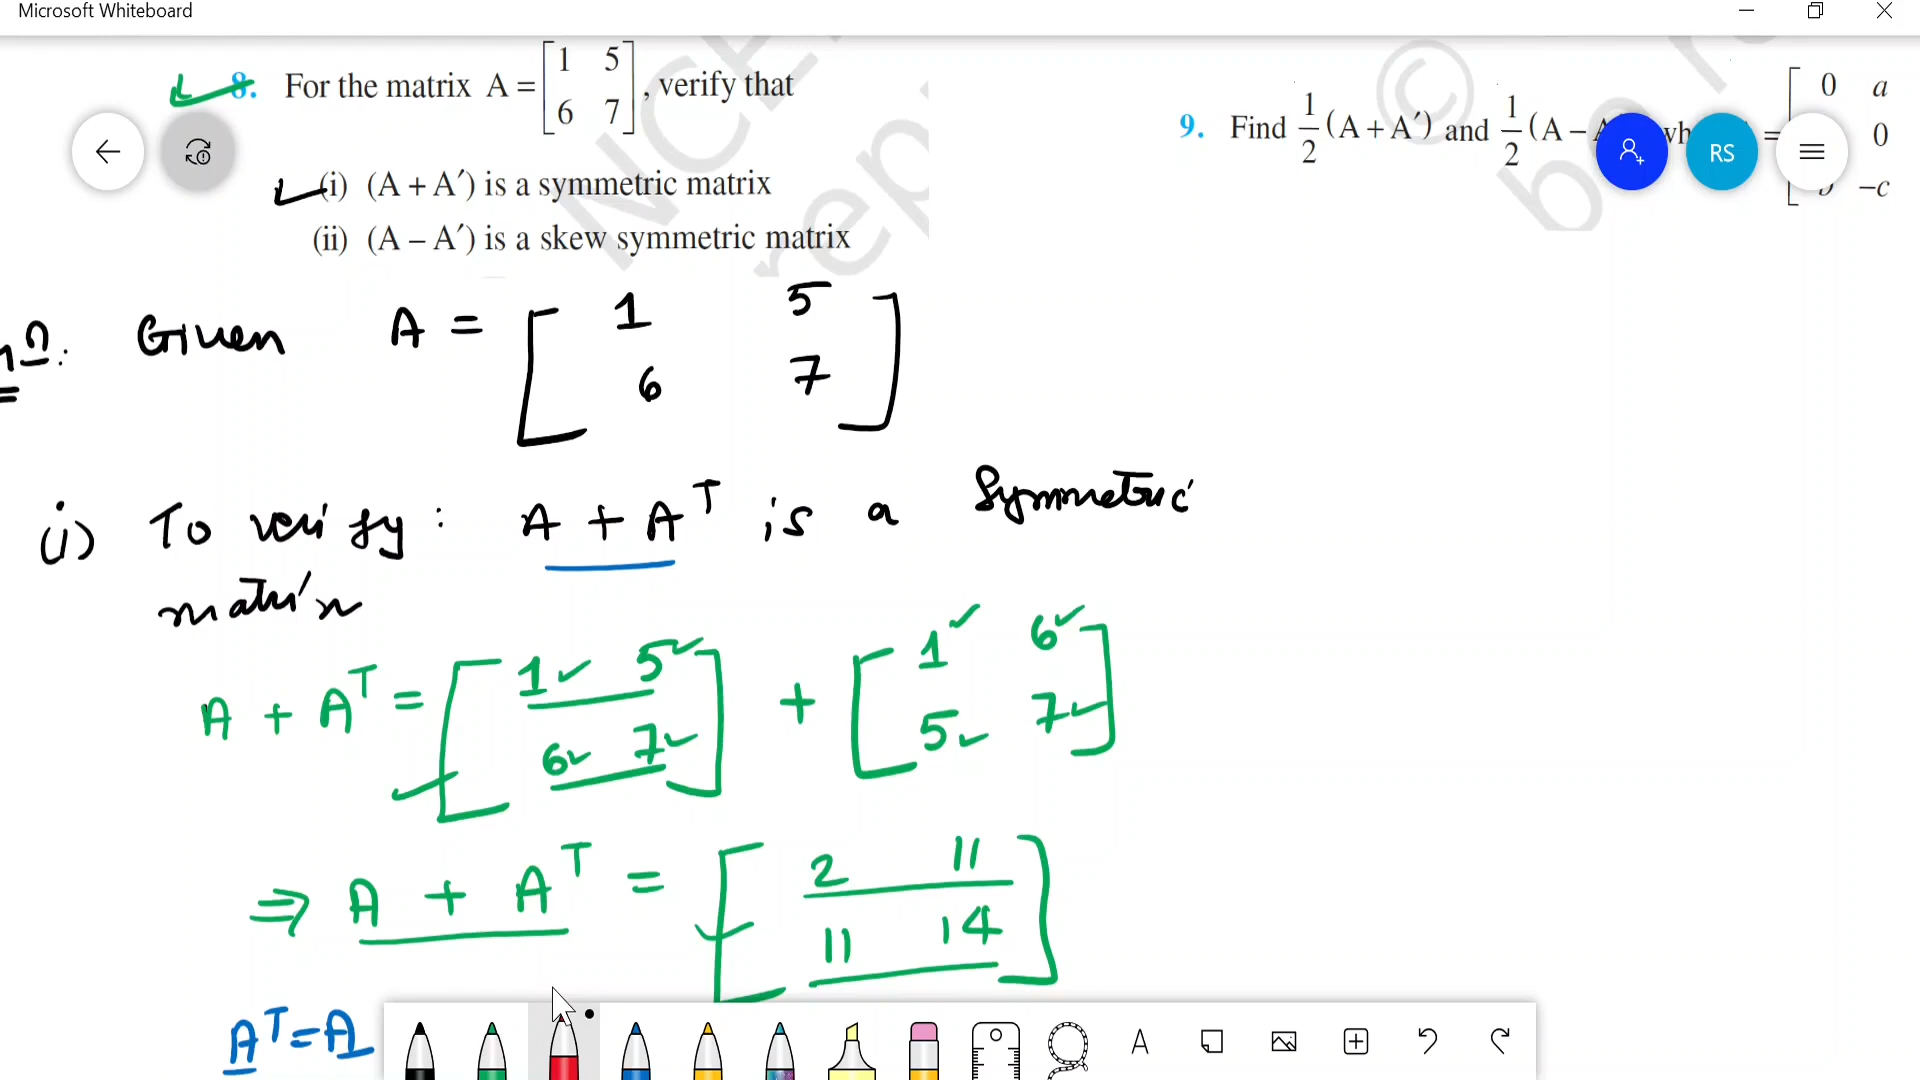 Microsoft Whiteboard
8. For the matrix A = [1 5
6 7], verify that
(i) (A + A′) is a symmetric matrix
(ii) (A – A′) is a skew symmetric matrix
9. Find 1/2 (A + A′) and 1/2 (A –
= [0 a
0
–c
RS
Given A = [1 5
6 7]
(i) To verify : A + A^T is a Symmetric
matrix
A + A^T = [1 5
6 7] + [1 6
5 7]
⇒ A + A^T = [2 11
11 14]
A^T = A
A